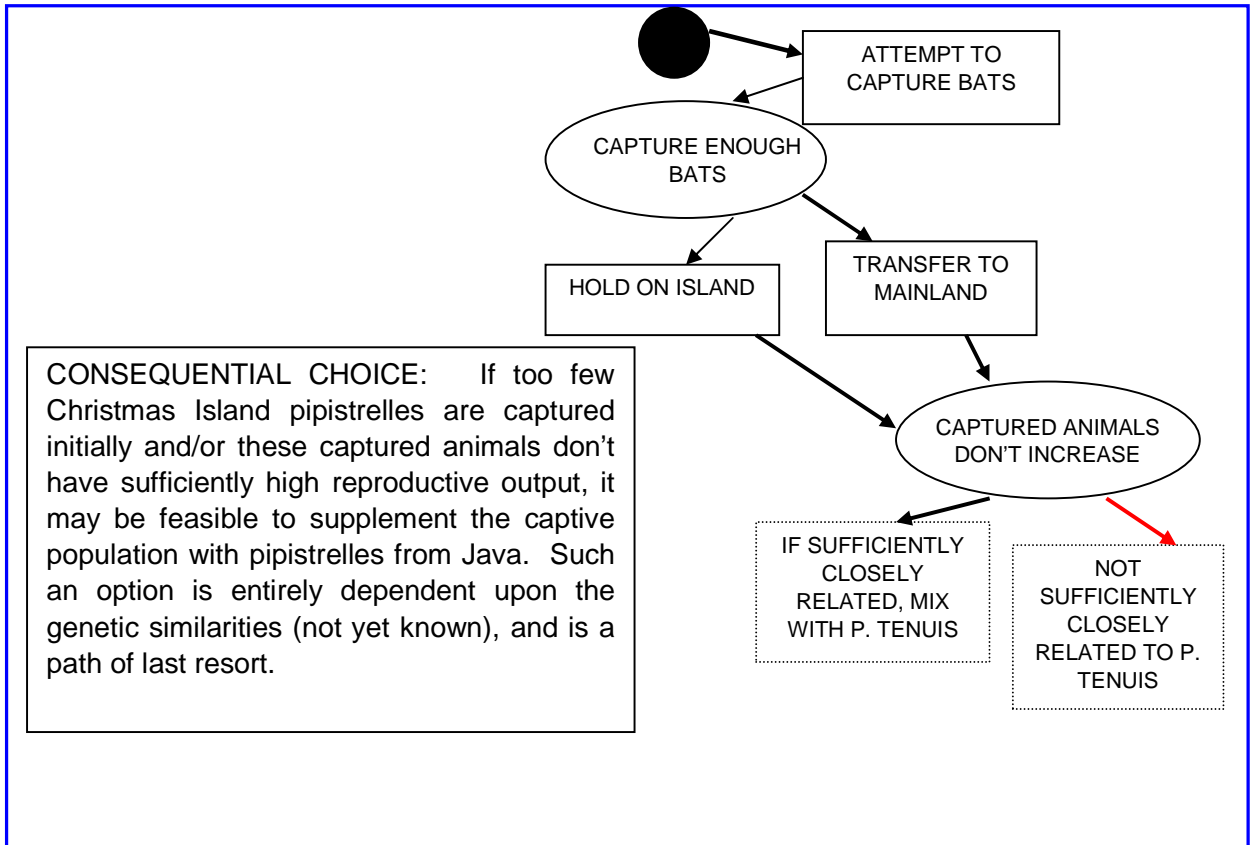 ATTEMPT TO
CAPTURE BATS
CAPTURE ENOUGH
BATS
HOLD ON ISLAND
TRANSFER TO
MAINLAND
CONSEQUENTIAL CHOICE: If too few
Christmas Island pipistrelles are captured
initially and/or these captured animals don’t
have sufficiently high reproductive output, it
may be feasible to supplement the captive
population with pipistrelles from Java. Such
an option is entirely dependent upon the
genetic similarities (not yet known), and is a
path of last resort.
CAPTURED ANIMALS
DON’T INCREASE
IF SUFFICIENTLY
CLOSELY
RELATED, MIX
WITH P. TENUIS
NOT
SUFFICIENTLY
CLOSELY
RELATED TO P.
TENUIS